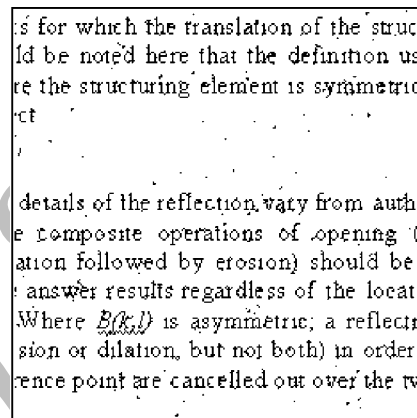 s for which the translation of the struc
ld be noted here that the definition us
re the structuring element is symmetric
ct
details of the reflection vary from auth
e composite operations of opening (
ation followed by erosion) should be
answer results regardless of the locat
Where B(k,l) is asymmetric; a reflectr
sion or dilation, but not both) in order
rence point are cancelled out over the tw